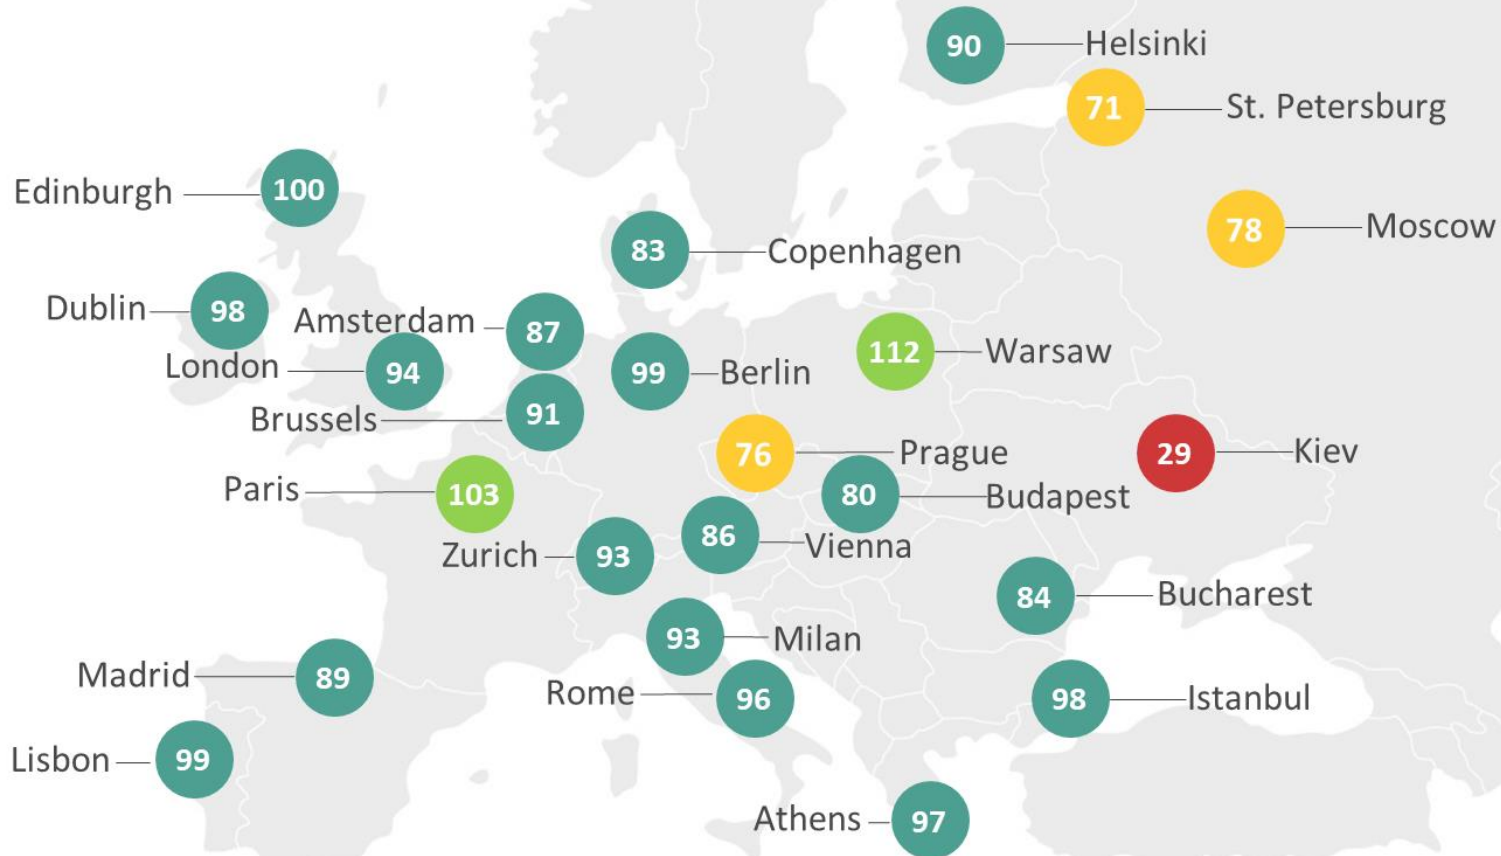 90 Helsinki
71 St. Petersburg
Edinburgh 100
78 Moscow
83 Copenhagen
Dublin 98
Amsterdam 87
112 Warsaw
London 94
99 Berlin
Brussels 91
76 Prague
29 Kiev
Paris 103
80 Budapest
86 Vienna
Zurich 93
84 Bucharest
93 Milan
Madrid 89
Rome 96
98 Istanbul
Lisbon 99
Athens 97